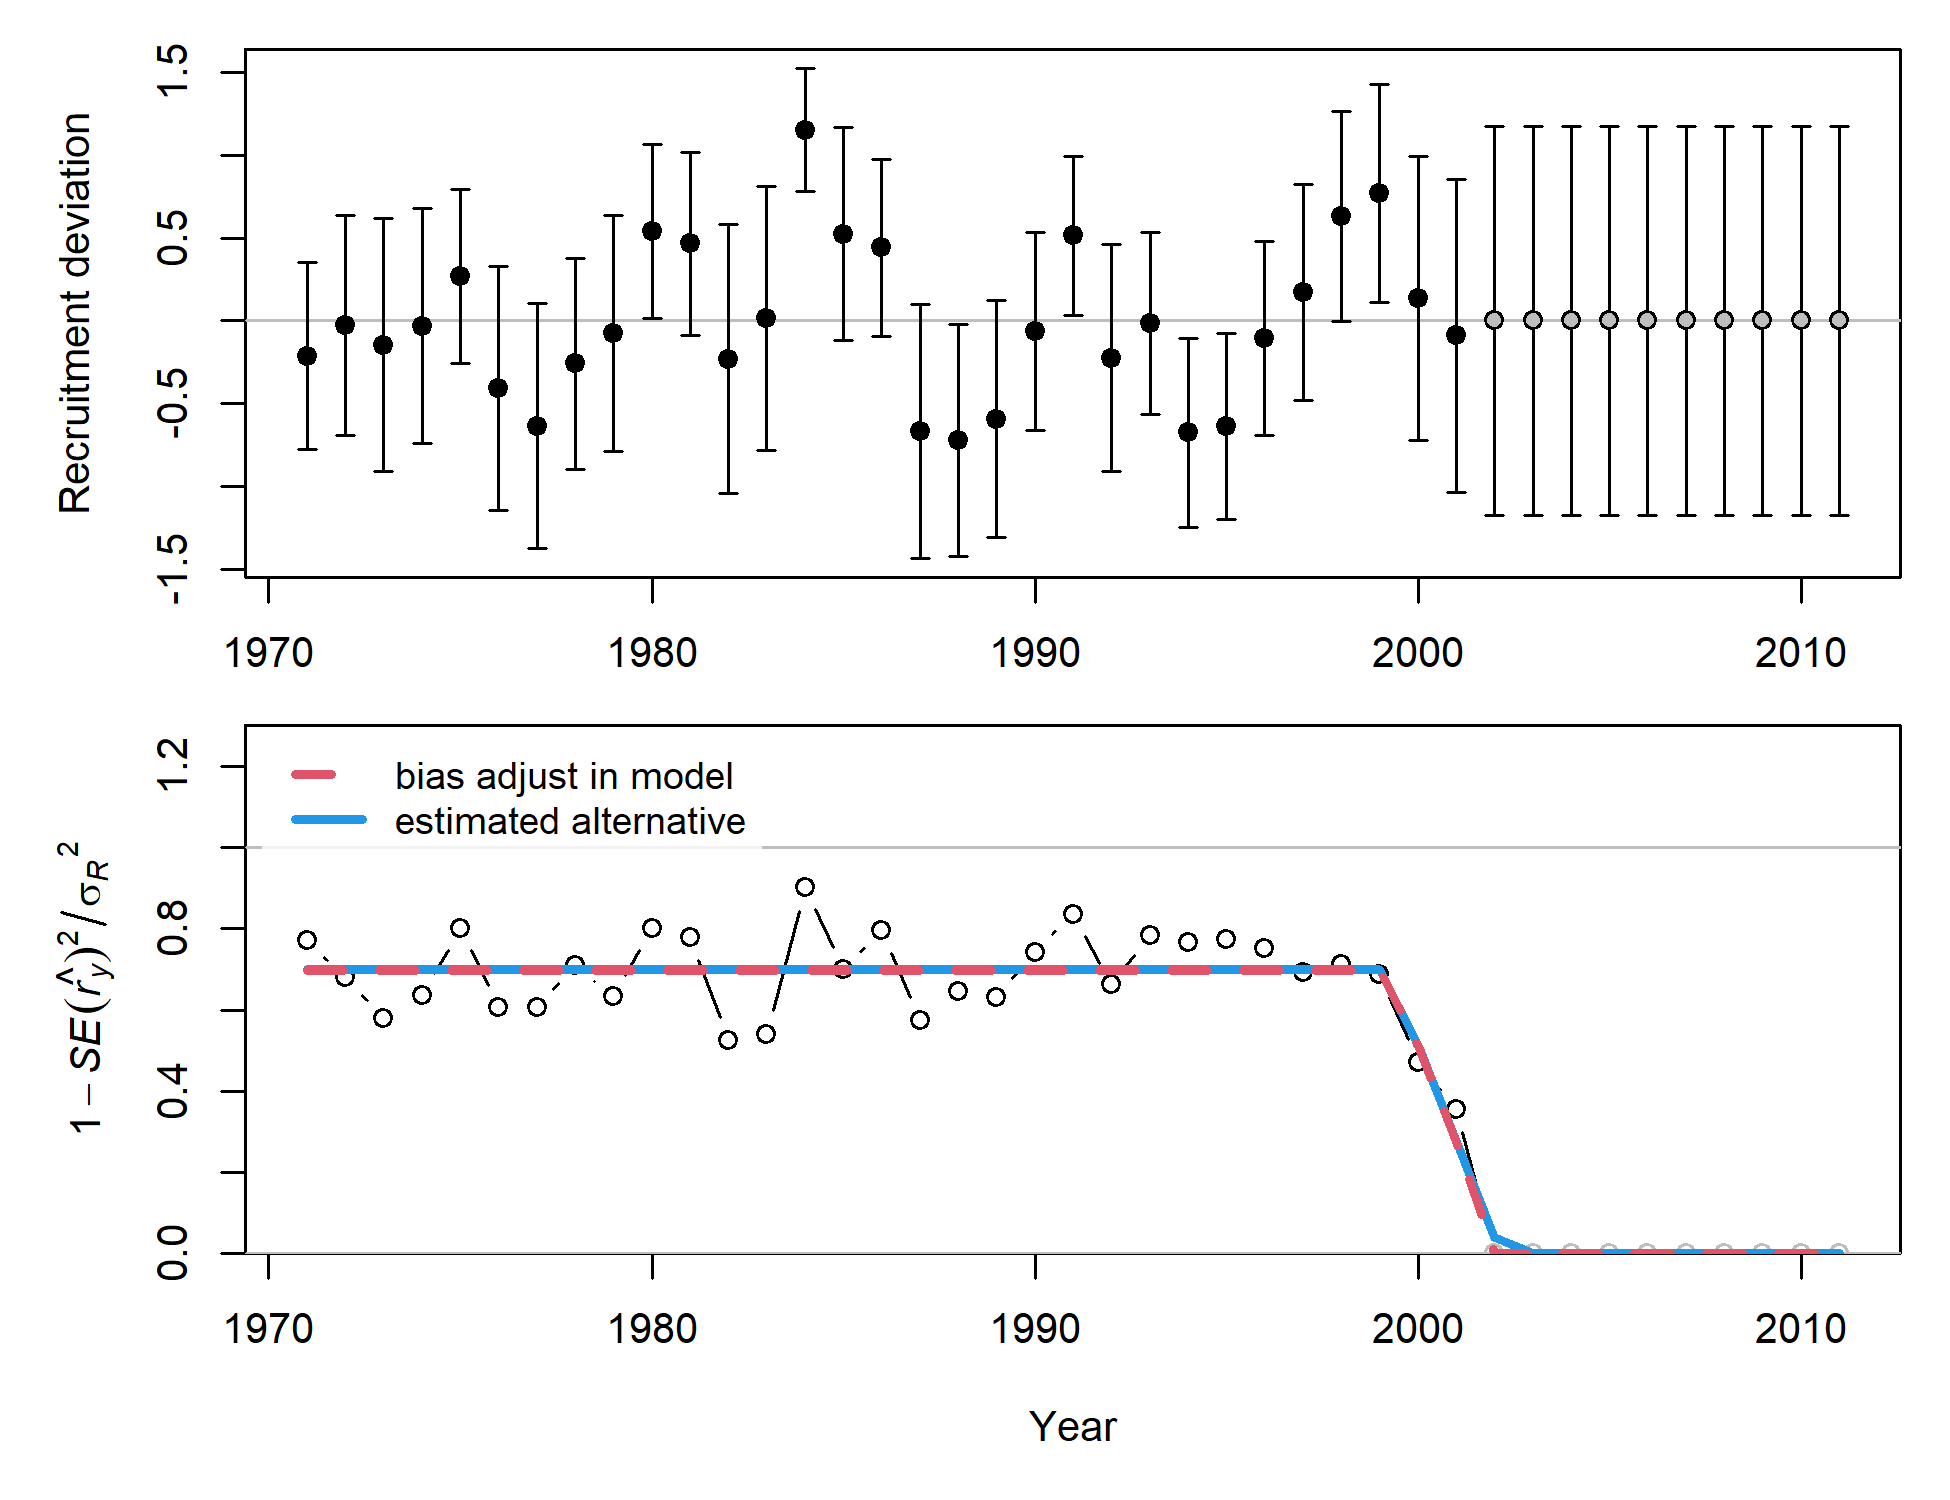 Recruitment deviation
1.5
0.5
-0.5
-1.5
1970 1980 1990 2000 2010
bias adjust in model
estimated alternative
1 − SE(r̂y)² / σR²
1.2
0.8
0.4
0.0
1970 1980 1990 2000 2010
Year